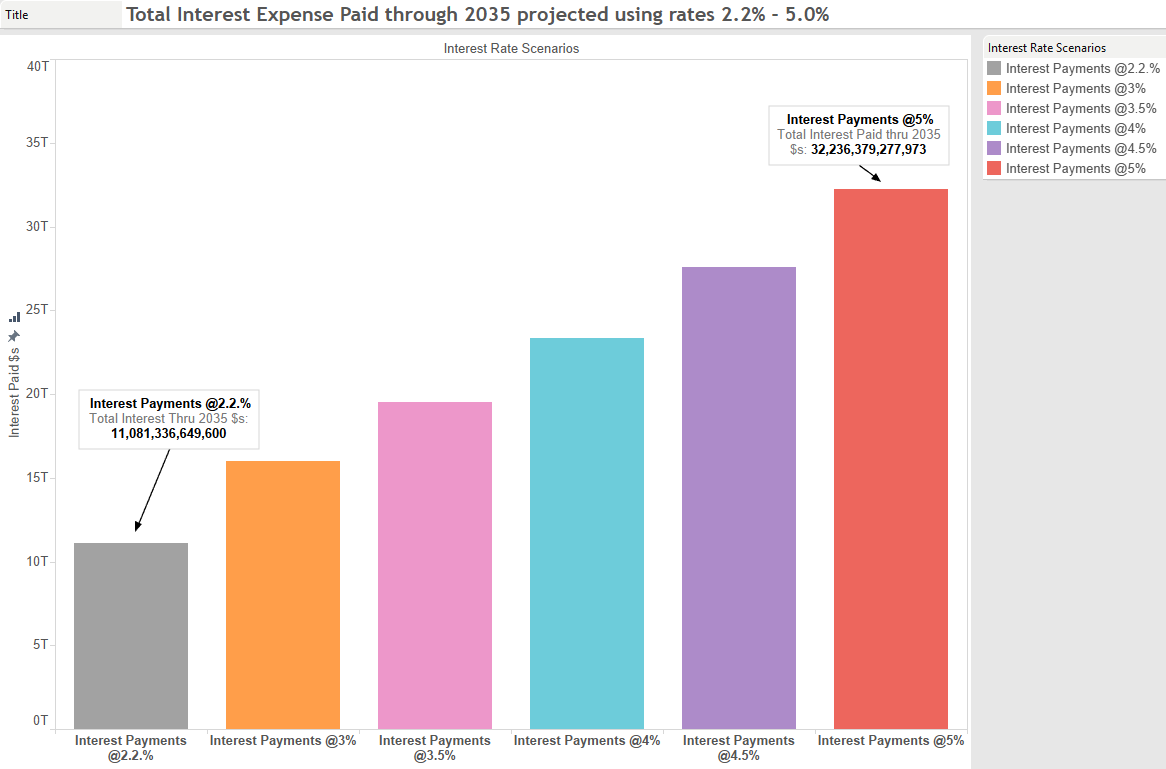 Title
Total Interest Expense Paid through 2035 projected using rates 2.2% - 5.0%
Interest Rate Scenarios
40T
35T
30T
25T
20T
15T
10T
5T
0T
Interest Paid $s
Interest Payments @2.2.%
Total Interest Thru 2035 $s:
11,081,336,649,600
Interest Payments @5%
Total Interest Paid thru 2035
$s: 32,236,379,277,973
Interest Payments
@2.2.%
Interest Payments @3%
Interest Payments
@3.5%
Interest Payments @4%
Interest Payments
@4.5%
Interest Payments @5%
Interest Rate Scenarios
Interest Payments @2.2.%
Interest Payments @3%
Interest Payments @3.5%
Interest Payments @4%
Interest Payments @4.5%
Interest Payments @5%